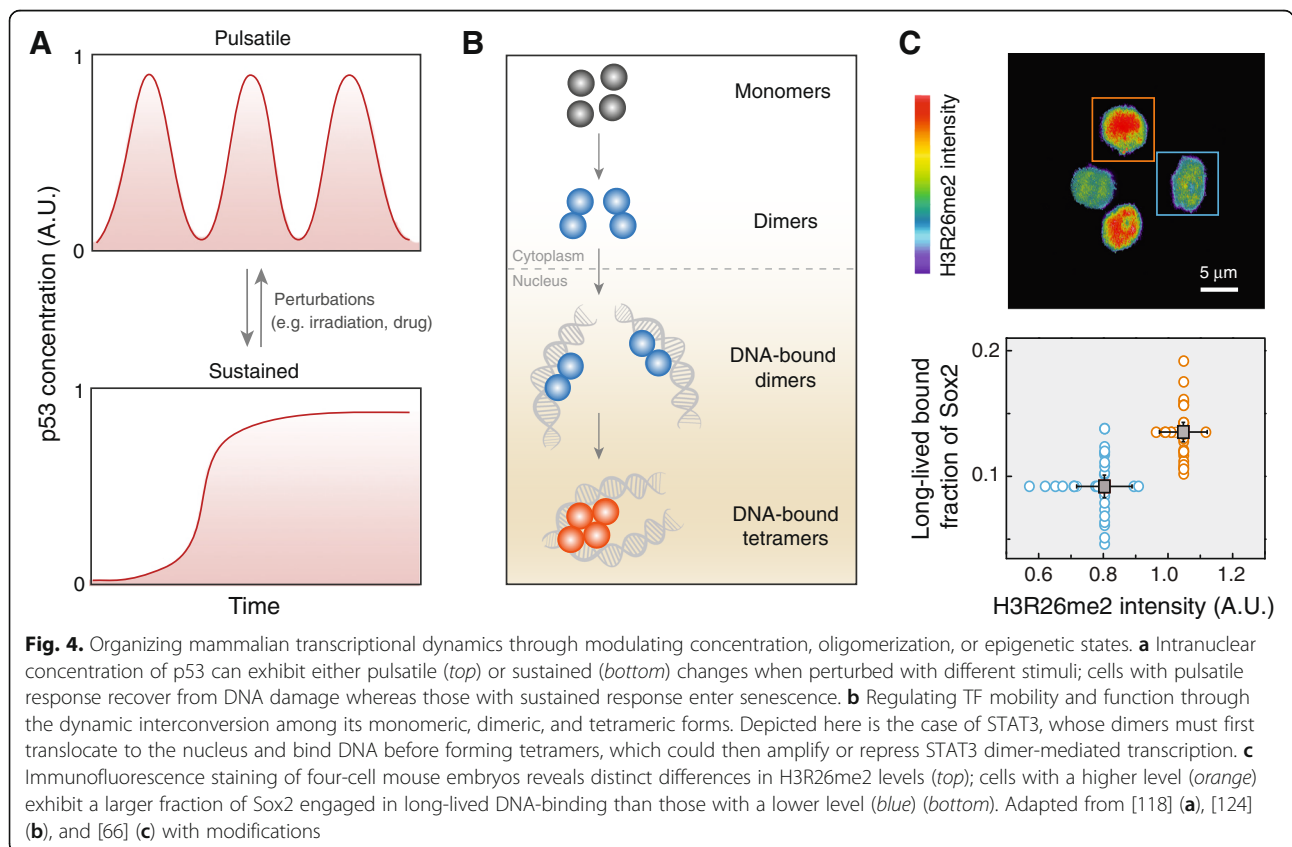 A
Pulsatile
1
0
p53 concentration (A.U.)
Perturbations
(e.g. irradiation, drug)
Sustained
1
0
Time
B
Monomers
Dimers
Cytoplasm
Nucleus
DNA-bound
dimers
DNA-bound
tetramers
C
H3R26me2 intensity
5 μm
Long-lived bound
fraction of Sox2
0.2
0.1
0.6 0.8 1.0 1.2
H3R26me2 intensity (A.U.)
Fig. 4. Organizing mammalian transcriptional dynamics through modulating concentration, oligomerization, or epigenetic states. a Intranuclear
concentration of p53 can exhibit either pulsatile (top) or sustained (bottom) changes when perturbed with different stimuli; cells with pulsatile
response recover from DNA damage whereas those with sustained response enter senescence. b Regulating TF mobility and function through
the dynamic interconversion among its monomeric, dimeric, and tetrameric forms. Depicted here is the case of STAT3, whose dimers must first
translocate to the nucleus and bind DNA before forming tetramers, which could then amplify or repress STAT3 dimer-mediated transcription. c
Immunofluorescence staining of four-cell mouse embryos reveals distinct differences in H3R26me2 levels (top); cells with a higher level (orange)
exhibit a larger fraction of Sox2 engaged in long-lived DNA-binding than those with a lower level (blue) (bottom). Adapted from [118] (a), [124]
(b), and [66] (c) with modifications